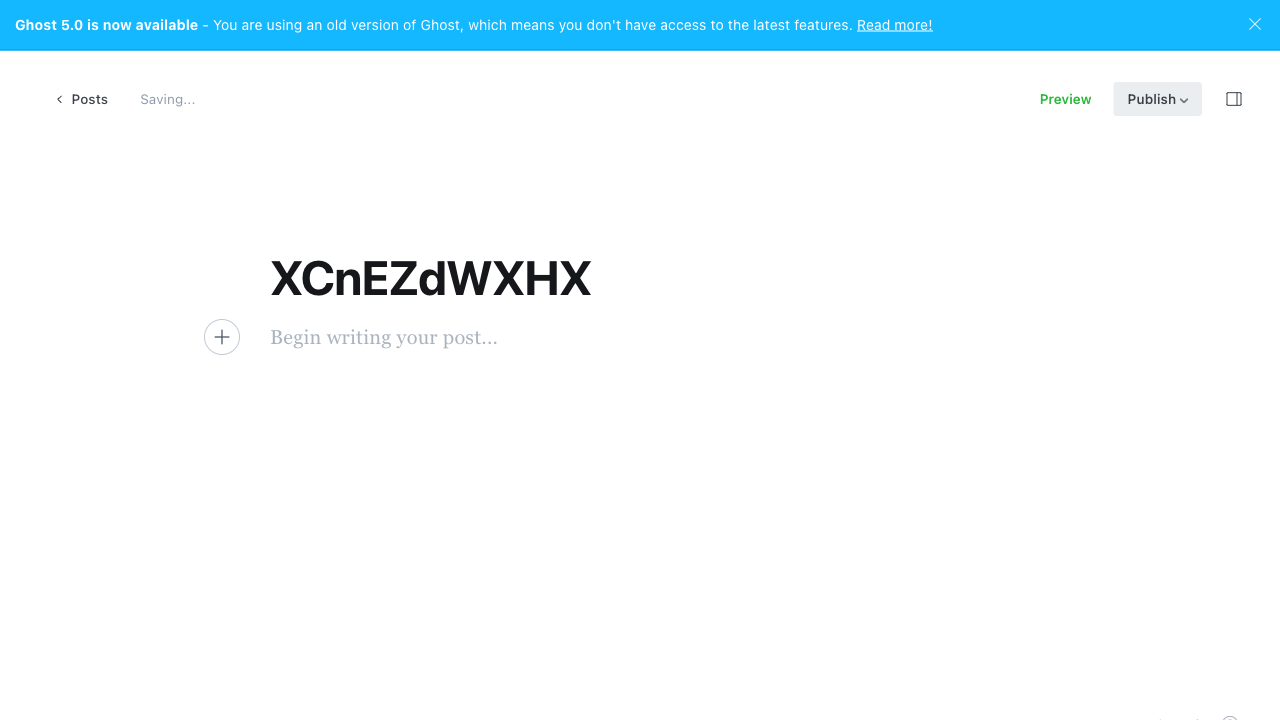 Ghost 5.0 is now available - You are using an old version of Ghost, which means you don't have access to the latest features. Read more!
Posts Saving... Preview Publish
XCnEZdWXHX
Begin writing your post...